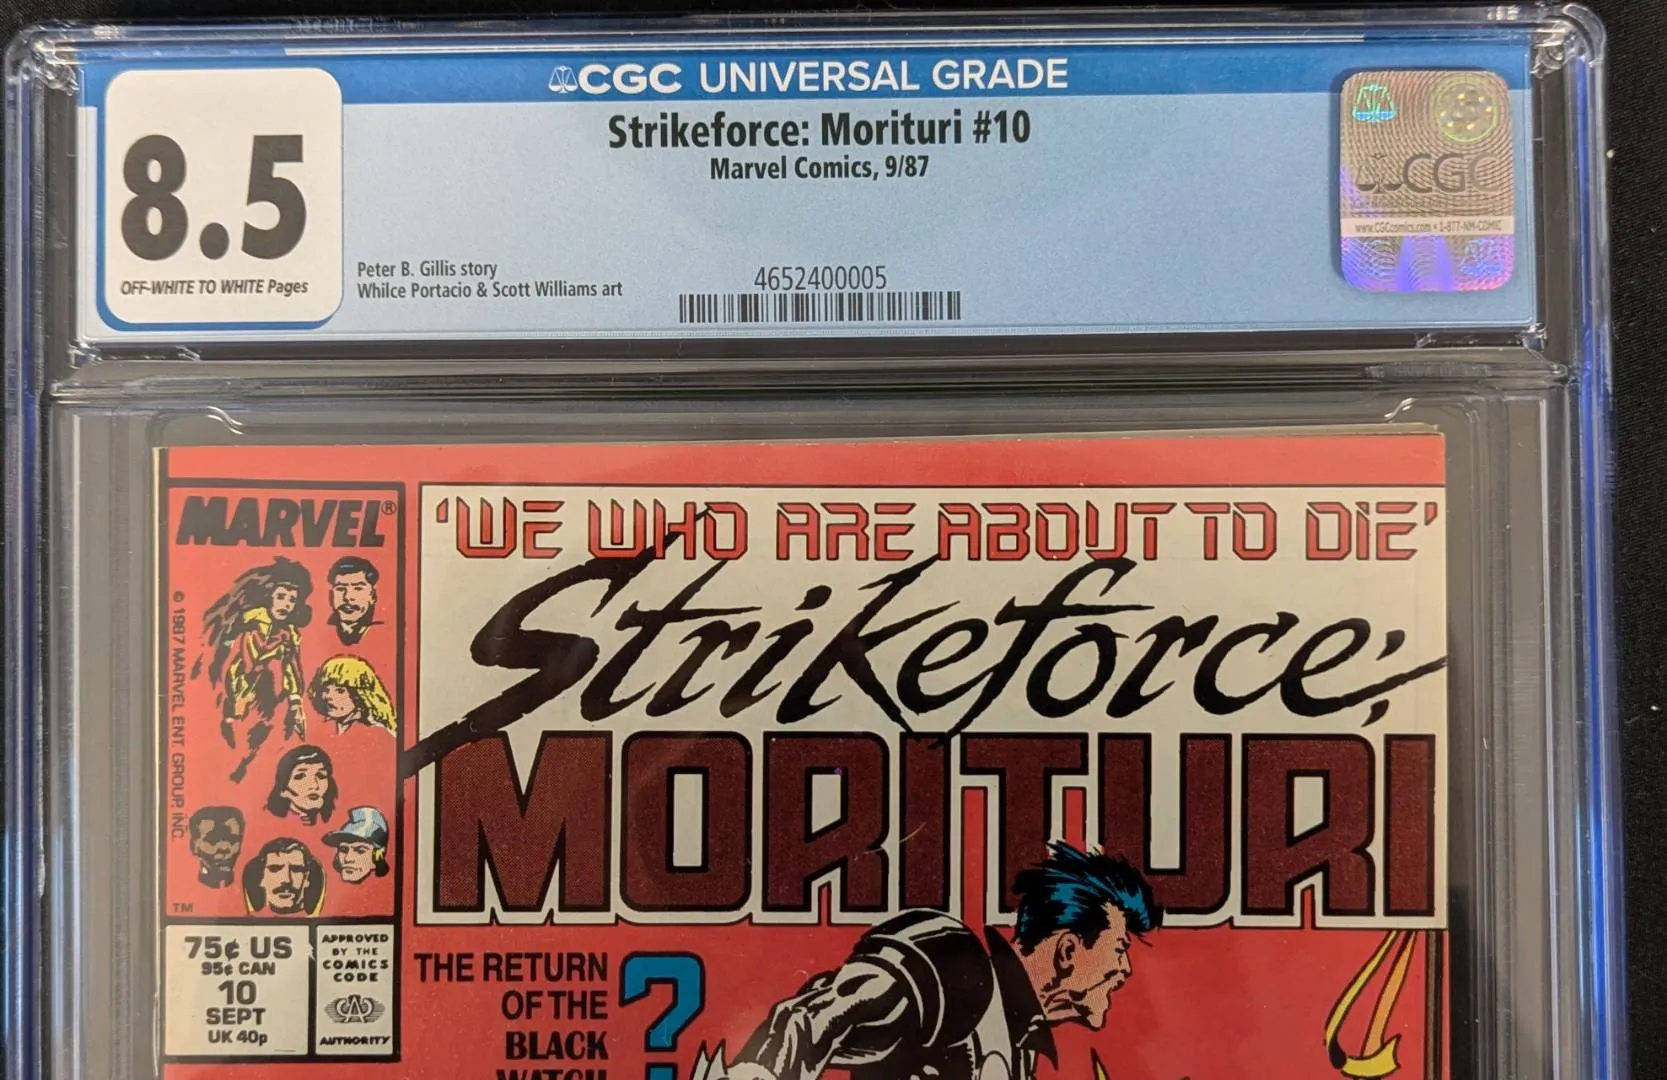 CGC UNIVERSAL GRADE
8.5
OFF-WHITE TO WHITE Pages
Strikeforce: Morituri #10
Marvel Comics, 9/87
Peter B. Gillis story
Whilce Portacio & Scott Williams art
4652400005
CGC
www.CGCcomics.com • 1-877-NM-COMIC
MARVEL®
© 1987 MARVEL ENT. GROUP, INC.
TM
'WE WHO ARE ABOUT TO DIE'
Strikeforce:
MORITURI
75¢ US
95¢ CAN
10
SEPT
UK 40p
APPROVED
BY THE
COMICS
CODE
AUTHORITY
THE RETURN
OF THE
BLACK
WATCH
?